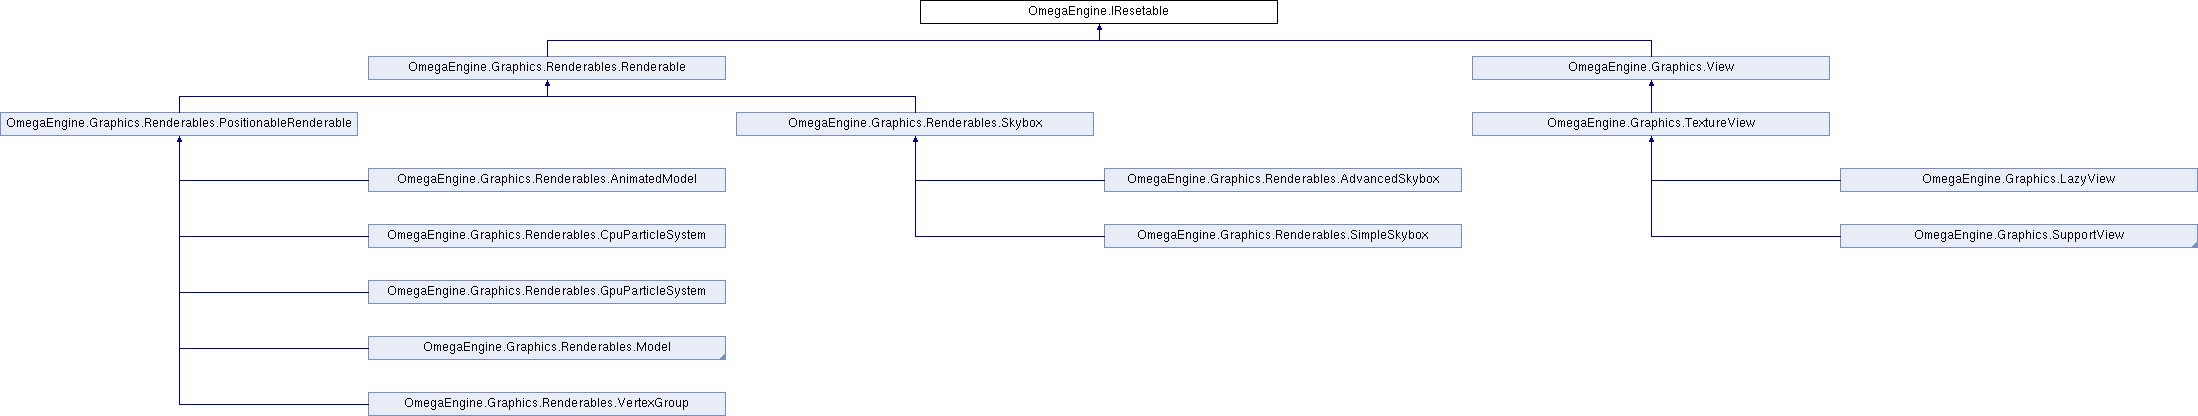 OmegaEngine.IResetable
OmegaEngine.Graphics.Renderables.Renderable
OmegaEngine.Graphics.View
OmegaEngine.Graphics.Renderables.PositionableRenderable
OmegaEngine.Graphics.Renderables.Skybox
OmegaEngine.Graphics.TextureView
OmegaEngine.Graphics.Renderables.AnimatedModel
OmegaEngine.Graphics.Renderables.AdvancedSkybox
OmegaEngine.Graphics.LazyView
OmegaEngine.Graphics.Renderables.CpuParticleSystem
OmegaEngine.Graphics.Renderables.SimpleSkybox
OmegaEngine.Graphics.SupportView
OmegaEngine.Graphics.Renderables.GpuParticleSystem
OmegaEngine.Graphics.Renderables.Model
OmegaEngine.Graphics.Renderables.VertexGroup